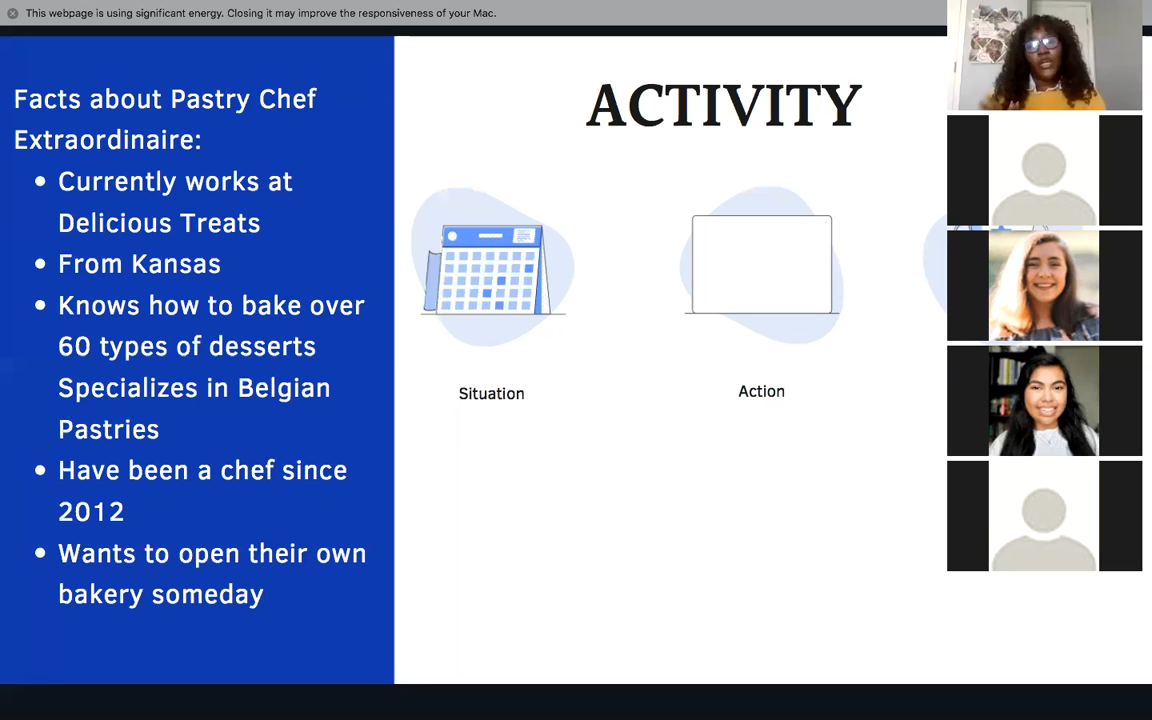 This webpage is using significant energy. Closing it may improve the responsiveness of your Mac.
Facts about Pastry Chef
Extraordinaire:
• Currently works at
Delicious Treats
• From Kansas
• Knows how to bake over
60 types of desserts
Specializes in Belgian
Pastries
• Have been a chef since
2012
• Wants to open their own
bakery someday
ACTIVITY
Situation
Action